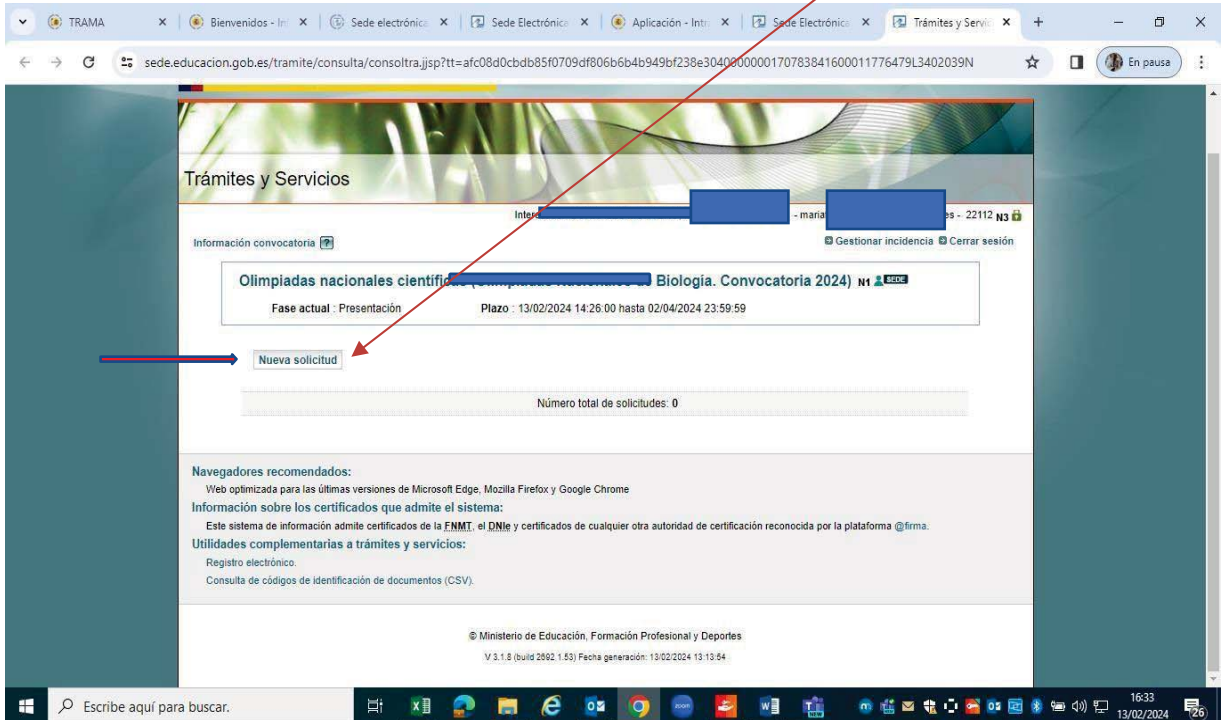 TRAMA
Bienvenidos - In
Sede electrónica
Sede Electrónica
Aplicación - Intr
Sede Electrónica
Trámites y Servic
sede.educacion.gob.es/tramite/consulta/consoltra.jjsp?tt=afc08d0cbdb85f0709df806b6b4b949bf238e304000000017078384160001177​6479L3402039N
En pausa
Trámites y Servicios
- maria es - 22112 N3
Información convocatoria
Gestionar incidencia Cerrar sesión
Olimpiadas nacionales Biología. Convocatoria 2024) N1 SEDE
Fase actual : Presentación Plazo : 13/02/2024 14:26:00 hasta 02/04/2024 23:59:59
Nueva solicitud
Número total de solicitudes: 0
Navegadores recomendados:
Web optimizada para las últimas versiones de Microsoft Edge, Mozilla Firefox y Google Chrome
Información sobre los certificados que admite el sistema:
Este sistema de información admite certificados de la FNMT, el DNIe y certificados de cualquier otra autoridad de certificación reconocida por la plataforma @firma.
Utilidades complementarias a trámites y servicios:
Registro electrónico.
Consulta de códigos de identificación de documentos (CSV).
© Ministerio de Educación, Formación Profesional y Deportes
V 3.1.8 (build 2692 1.53) Fecha generación: 13/02/2024 13:13:54
Escribe aquí para buscar.
16:33
13/02/2024
26